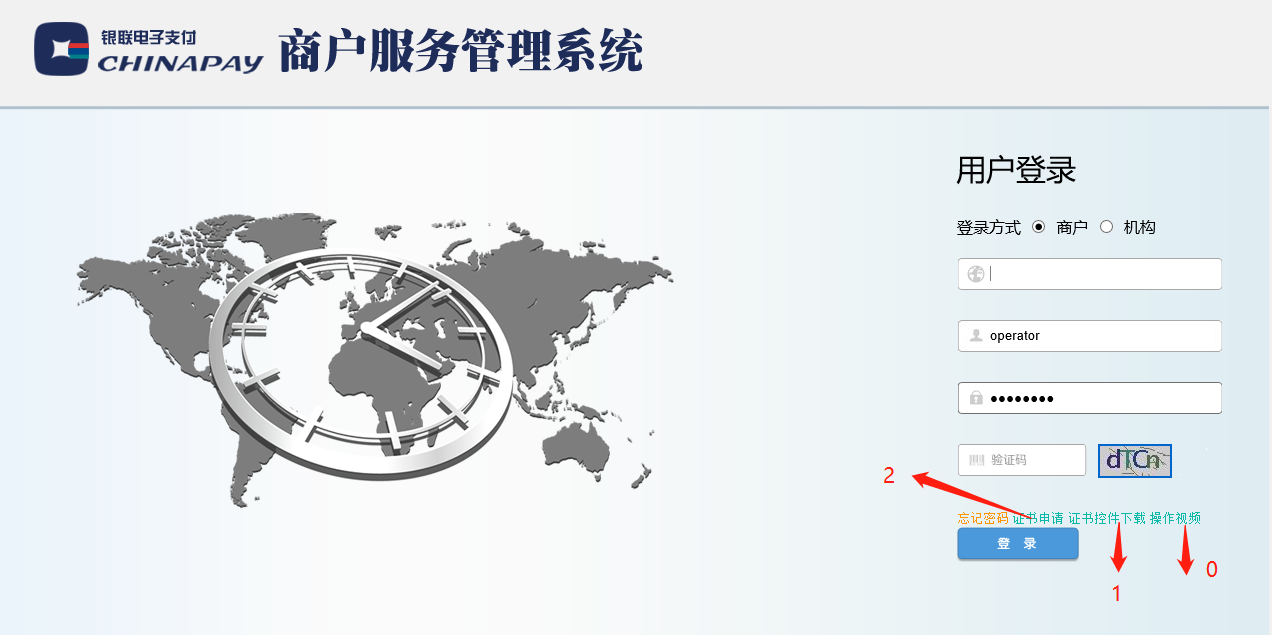 银联电子支付
CHINAPAY
商户服务管理系统
用户登录
登录方式 商户 机构
operator
验证码 dTCn
2
忘记密码 证书申请 证书控件下载 操作视频
登 录
0
1